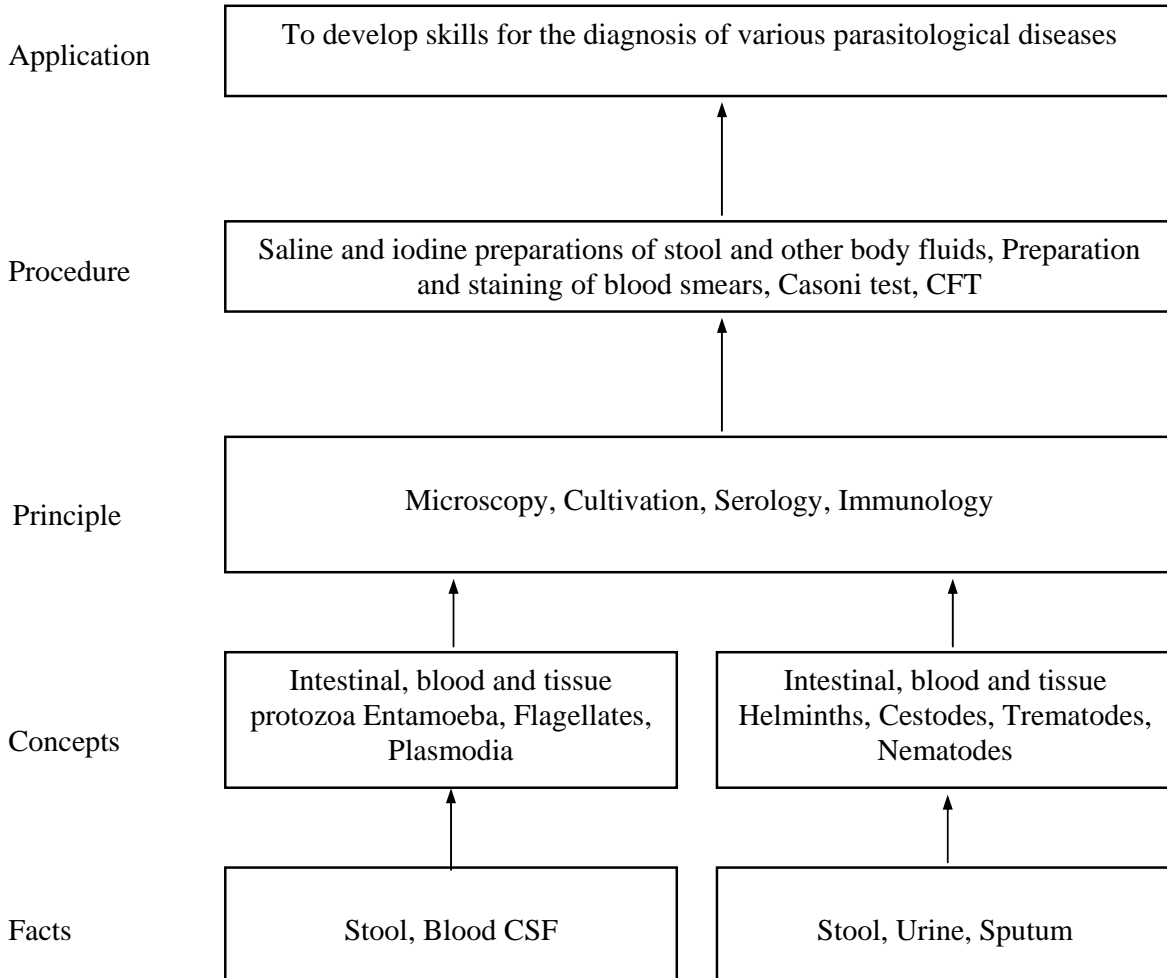 Application
To develop skills for the diagnosis of various parasitological diseases
Procedure
Saline and iodine preparations of stool and other body fluids, Preparation
and staining of blood smears, Casoni test, CFT
Principle
Microscopy, Cultivation, Serology, Immunology
Concepts
Intestinal, blood and tissue
protozoa Entamoeba, Flagellates,
Plasmodia
Intestinal, blood and tissue
Helminths, Cestodes, Trematodes,
Nematodes
Facts
Stool, Blood CSF
Stool, Urine, Sputum